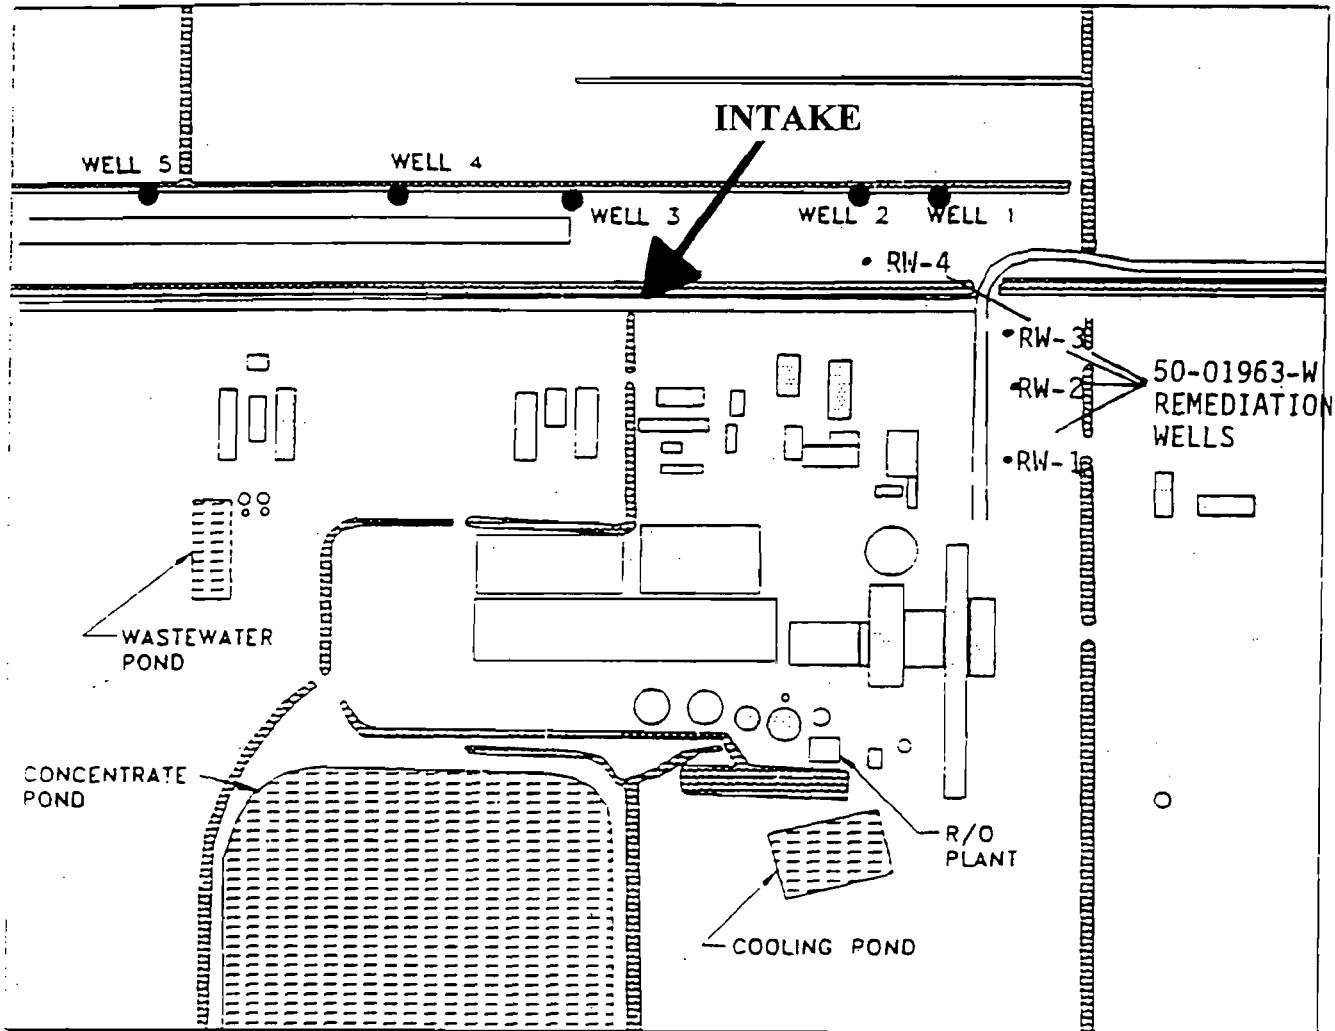 INTAKE
WELL 5
WELL 4
WELL 3
WELL 2
WELL 1
RW-4
RW-3
RW-2
RW-1
50-01963-W
REMEDIATION
WELLS
WASTEWATER
POND
CONCENTRATE
POND
R/O
PLANT
COOLING POND